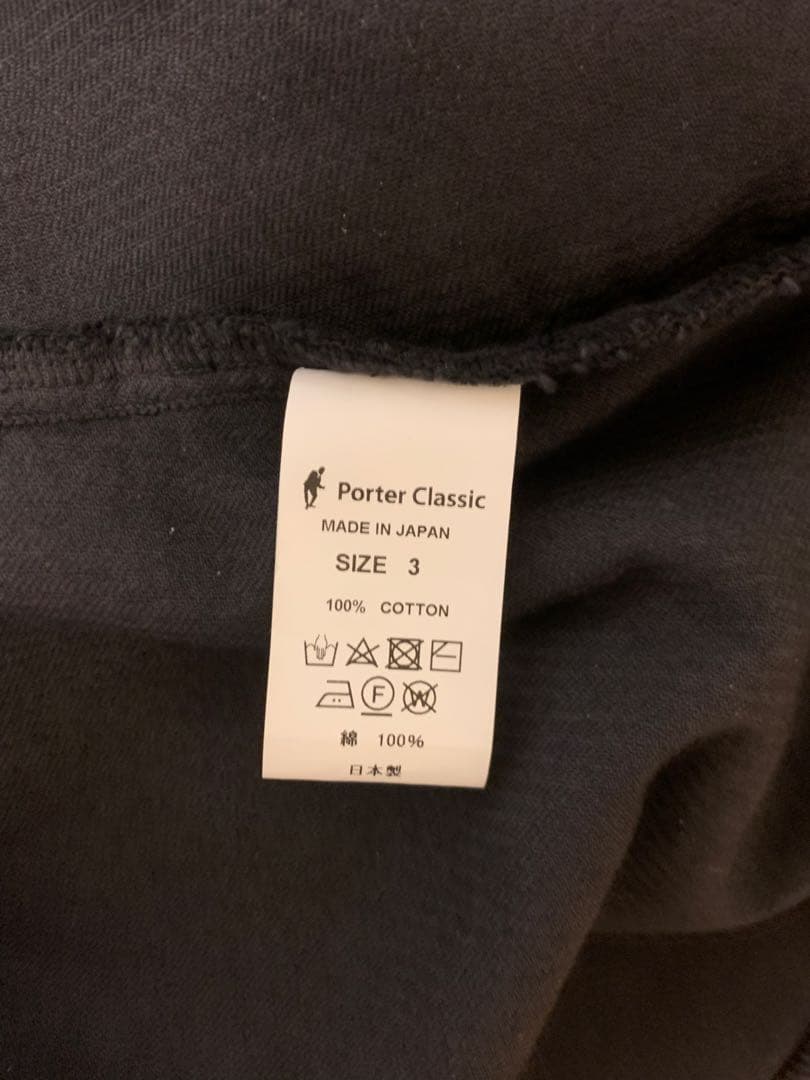 Porter Classic
MADE IN JAPAN
SIZE 3
100% COTTON
F W
綿 100%
日本製